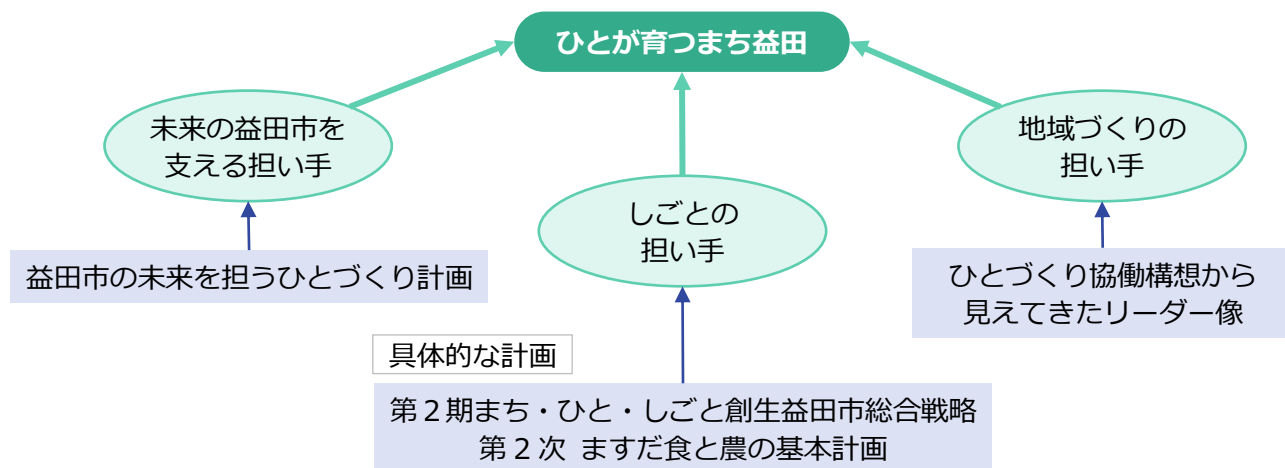 ひとが育つまち益田
未来の益田市を
支える担い手
地域づくりの
担い手
しごとの
担い手
益田市の未来を担うひとづくり計画
ひとづくり協働構想から
見えてきたリーダー像
具体的な計画
第２期まち・ひと・しごと創生益田市総合戦略
第２次 ますだ食と農の基本計画